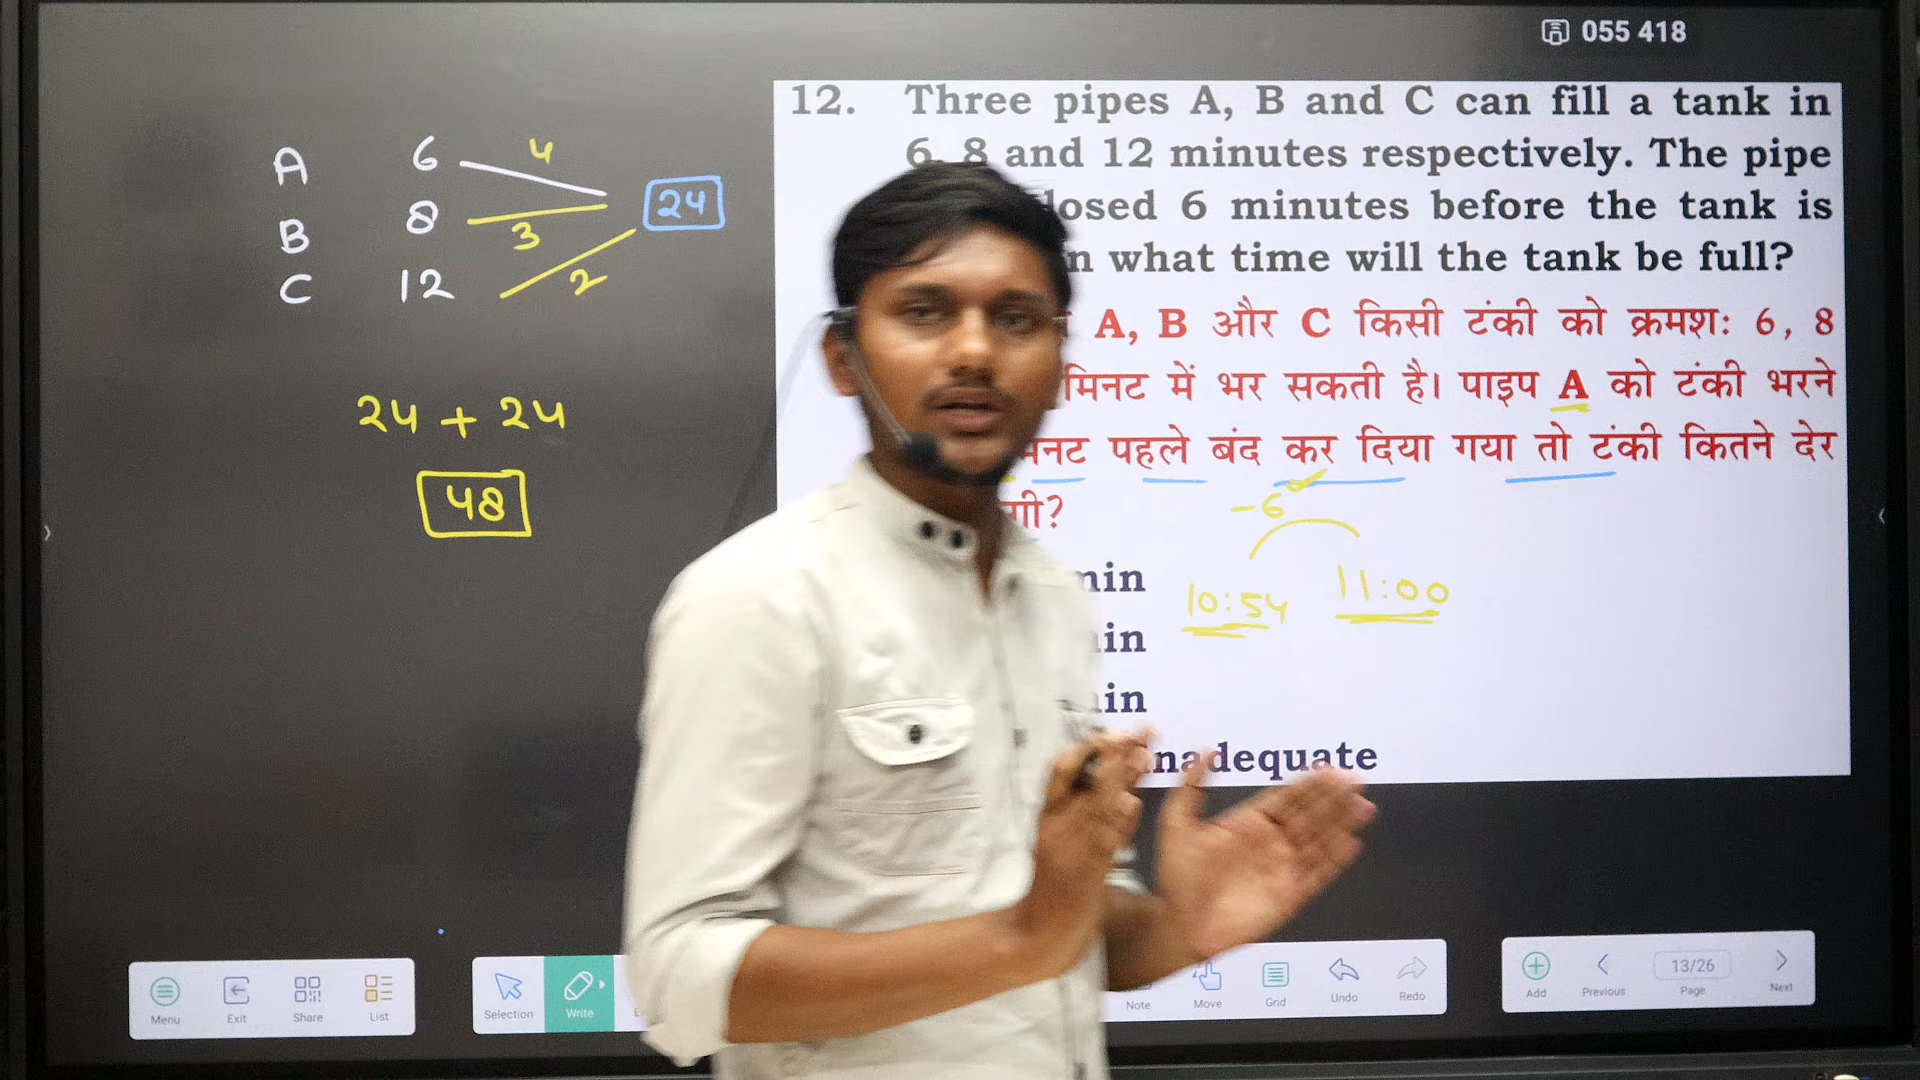 055 418
A 6 4
B 8 3 24
C 12 2
24 + 24
48
12. Three pipes A, B and C can fill a tank in
6, 8 and 12 minutes respectively. The pipe
losed 6 minutes before the tank is
n what time will the tank be full?
A, B और C किसी टंकी को क्रमशः 6, 8
मिनट में भर सकती है। पाइप A को टंकी भरने
मिनट पहले बंद कर दिया गया तो टंकी कितने देर
गी?
-6
min 10:54 11:00
in
in
inadequate
Menu Exit Share List Selection Write Note Move Grid Undo Redo Add Previous 13/26 Page Next